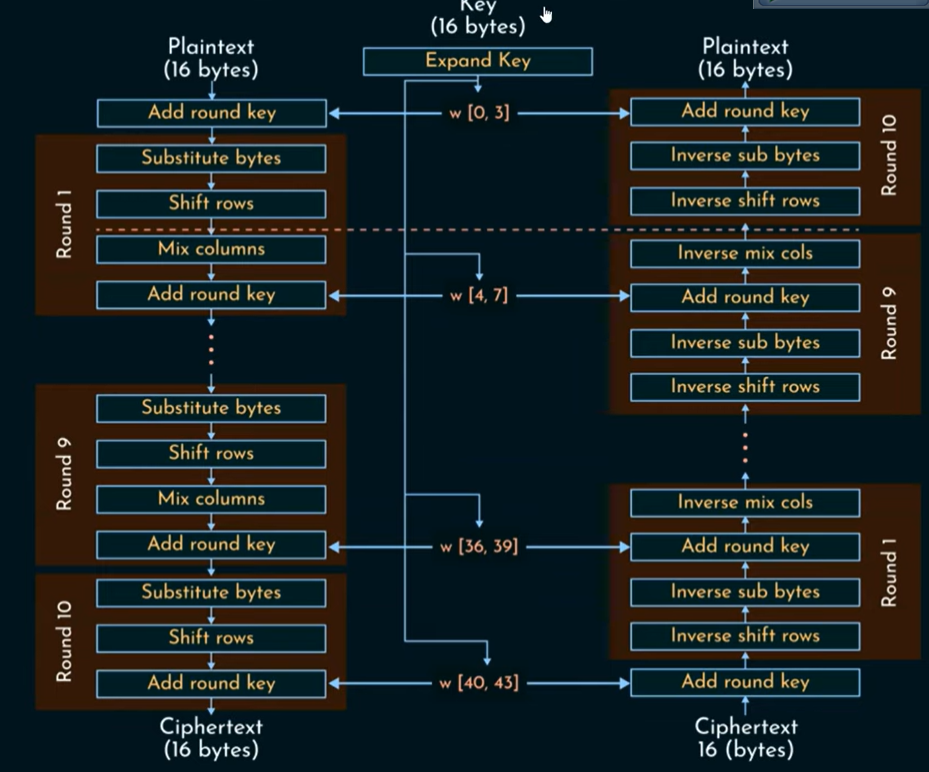 Key
(16 bytes)
Expand Key
Plaintext
(16 bytes)
Add round key
Round 1
Substitute bytes
Shift rows
Mix columns
Add round key
Round 9
Substitute bytes
Shift rows
Mix columns
Add round key
Round 10
Substitute bytes
Shift rows
Add round key
Ciphertext
(16 bytes)
w [0, 3]
w [4, 7]
w [36, 39]
w [40, 43]
Plaintext
(16 bytes)
Add round key
Inverse sub bytes
Inverse shift rows
Round 10
Inverse mix cols
Add round key
Inverse sub bytes
Inverse shift rows
Round 9
Inverse mix cols
Add round key
Inverse sub bytes
Inverse shift rows
Round 1
Add round key
Ciphertext
16 (bytes)